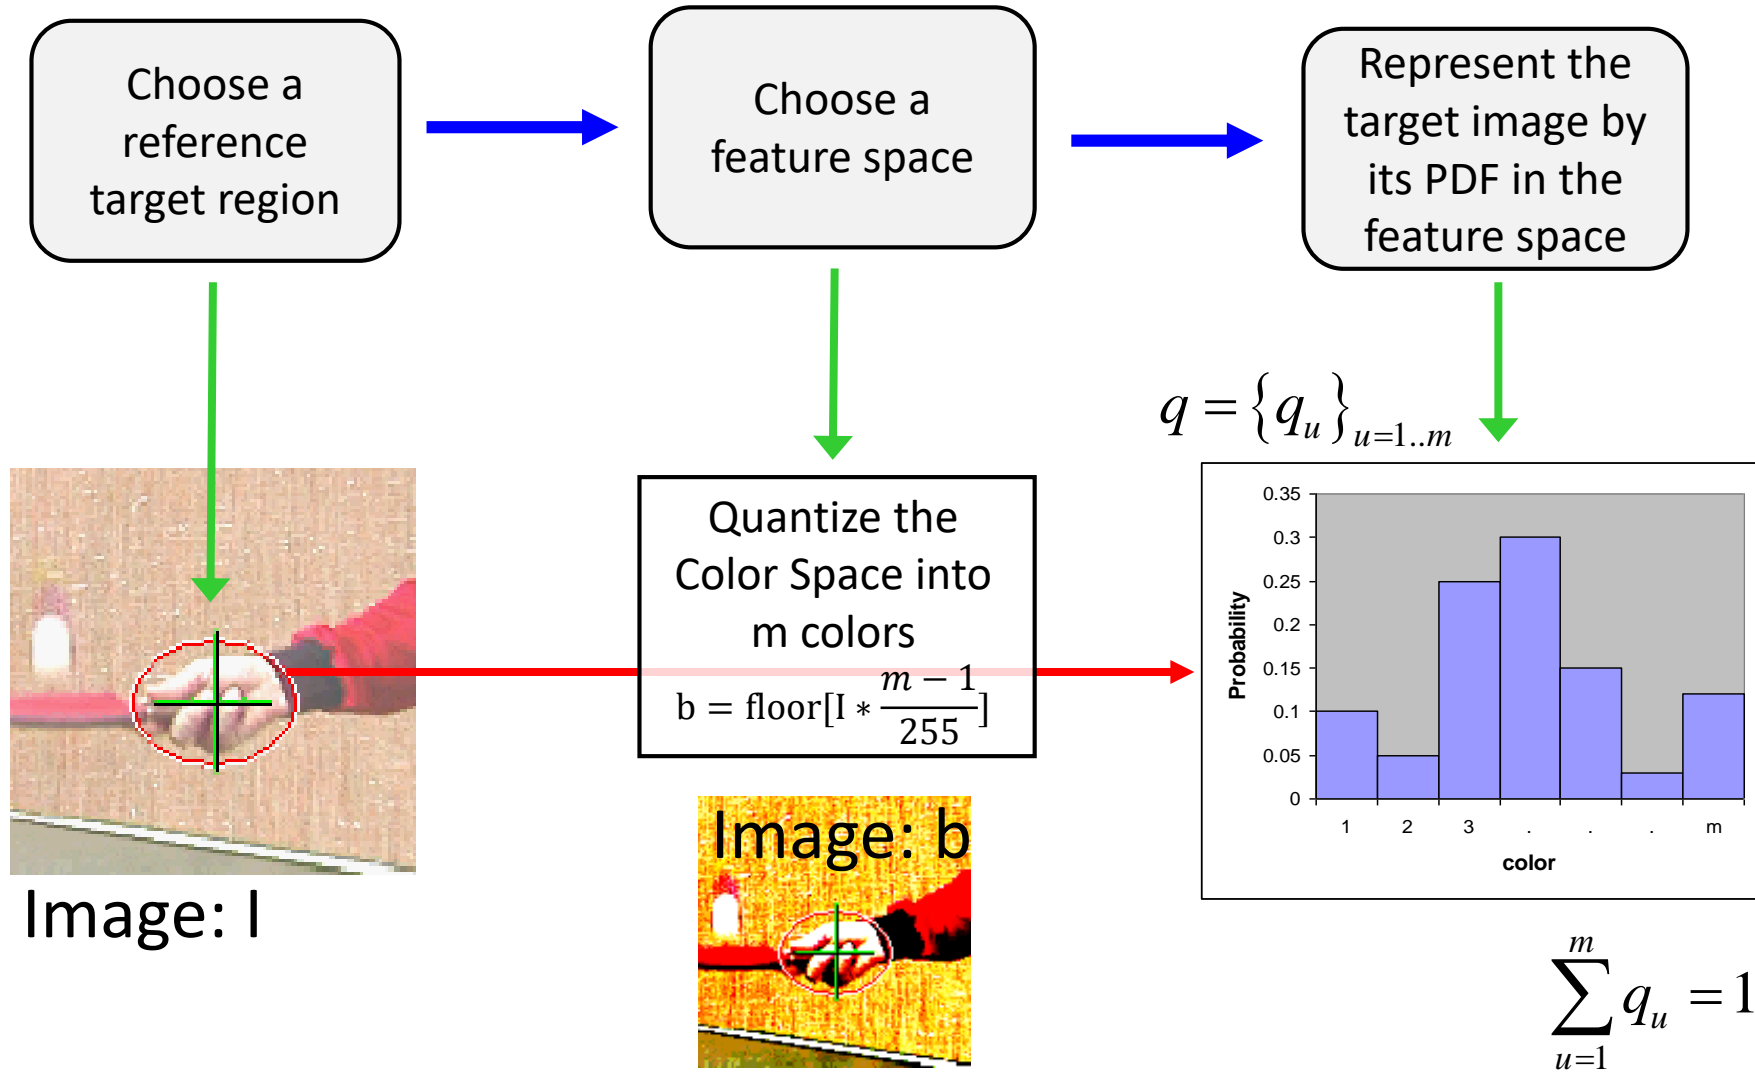 Choose a
reference
target region
Choose a
feature space
Represent the
target image by
its PDF in the
feature space
q = {q_u}_{u=1..m}
Quantize the
Color Space into
m colors
b = floor[I * \frac{m − 1}{255}]
Image: I
Image: b
0.35
0.3
0.25
0.2
0.15
0.1
0.05
0
Probability
1 2 3 . . . m
color
\sum_{u=1}^{m} q_u = 1